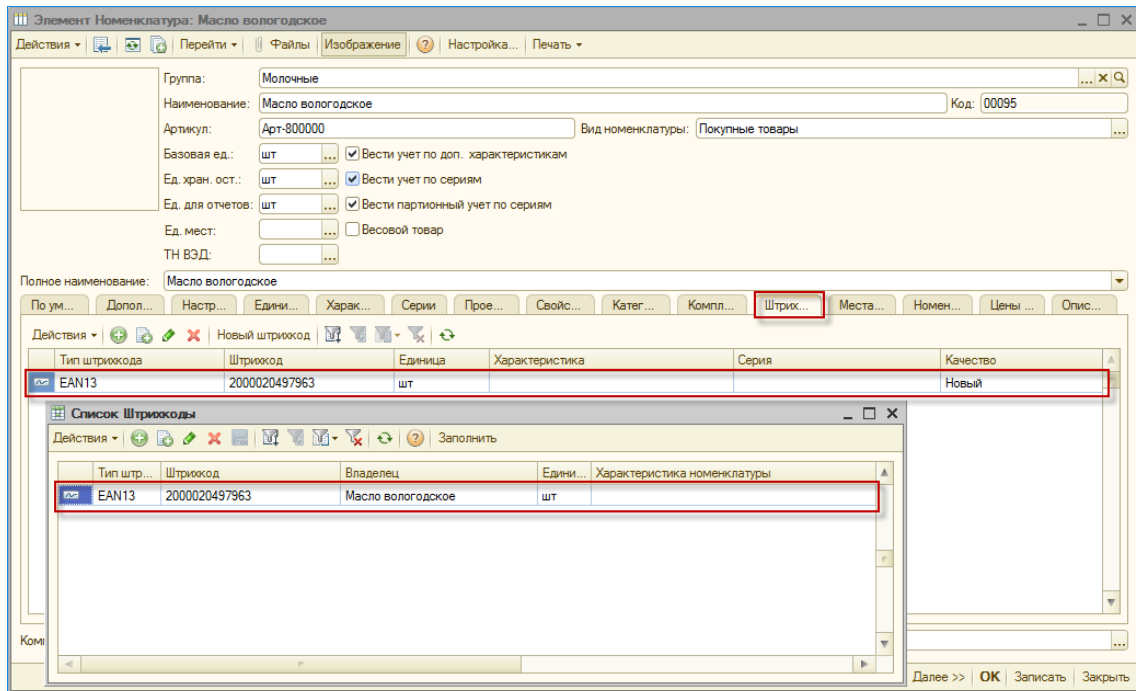 Элемент Номенклатура: Масло вологодское
Действия Перейти Файлы Изображение Настройка... Печать
Группа: Молочные
Наименование: Масло вологодское Код: 00095
Артикул: Арт-800000 Вид номенклатуры: Покупные товары
Базовая ед.: шт Вести учет по доп. характеристикам
Ед. хран. ост.: шт Вести учет по сериям
Ед. для отчетов: шт Вести партионный учет по сериям
Ед. мест: Весовой товар
ТН ВЭД:
Полное наименование: Масло вологодское
По ум... Допол... Настр... Едини... Харак... Серии Прое... Свойс... Катег... Компл... Штрих... Места... Номен... Цены ... Опис...
Действия Новый штрихкод
Тип штрихкода Штрихкод Единица Характеристика Серия Качество
EAN13 2000020497963 шт Новый
Список Штрихкоды
Действия Заполнить
Тип штр... Штрихкод Владелец Едини... Характеристика номенклатуры
EAN13 2000020497963 Масло вологодское шт
Комм
Далее >> OK Записать Закрыть